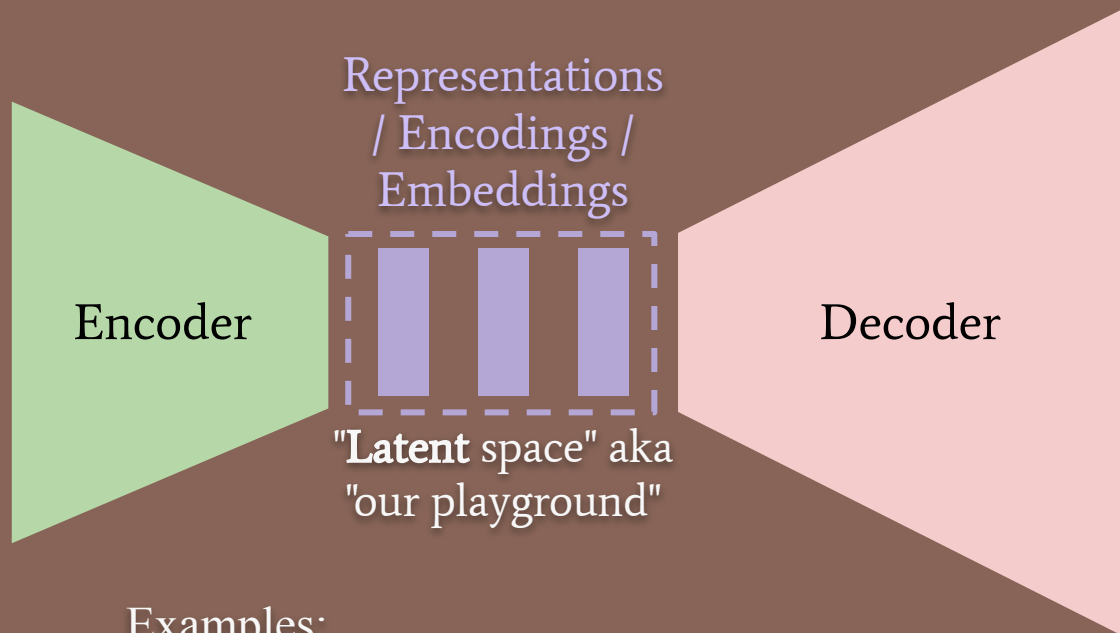 Representations
/ Encodings /
Embeddings
Encoder
Decoder
"Latent space" aka
"our playground"
Examples: